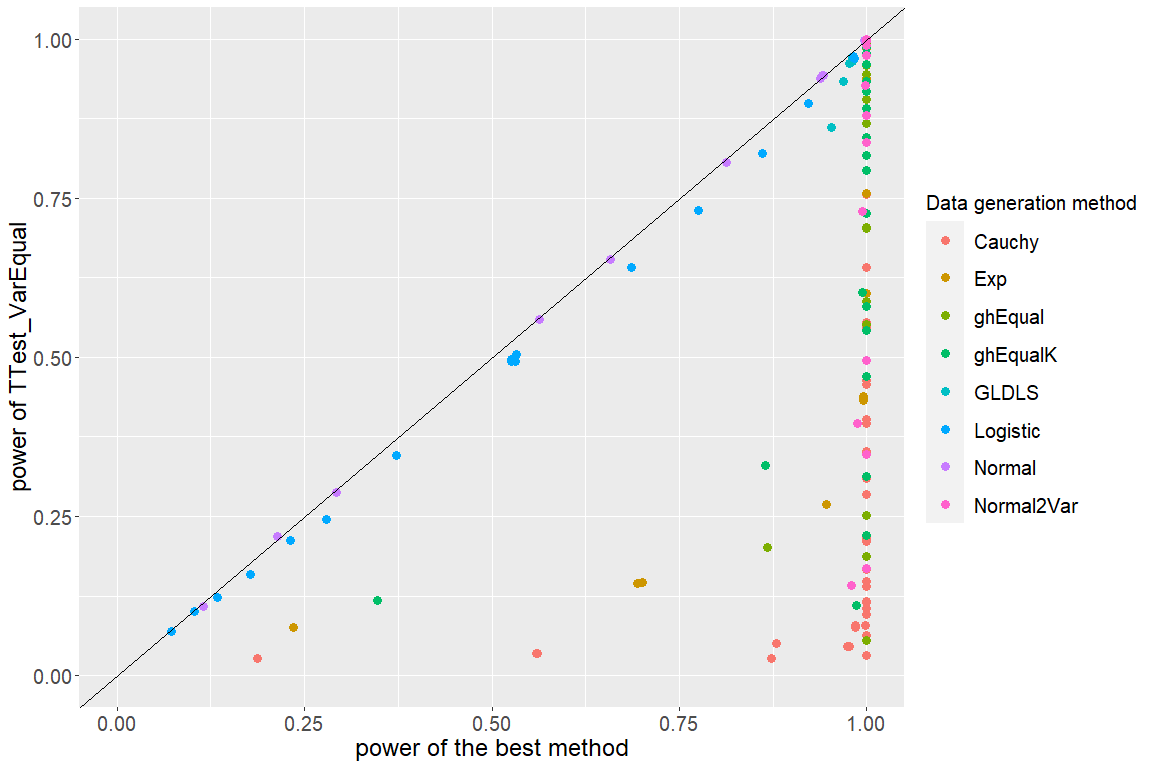 1.00
0.75
0.50
0.25
0.00
power of TTest_VarEqual
0.00
0.25
0.50
0.75
1.00
power of the best method
Data generation method
Cauchy
Exp
ghEqual
ghEqualK
GLDLS
Logistic
Normal
Normal2Var